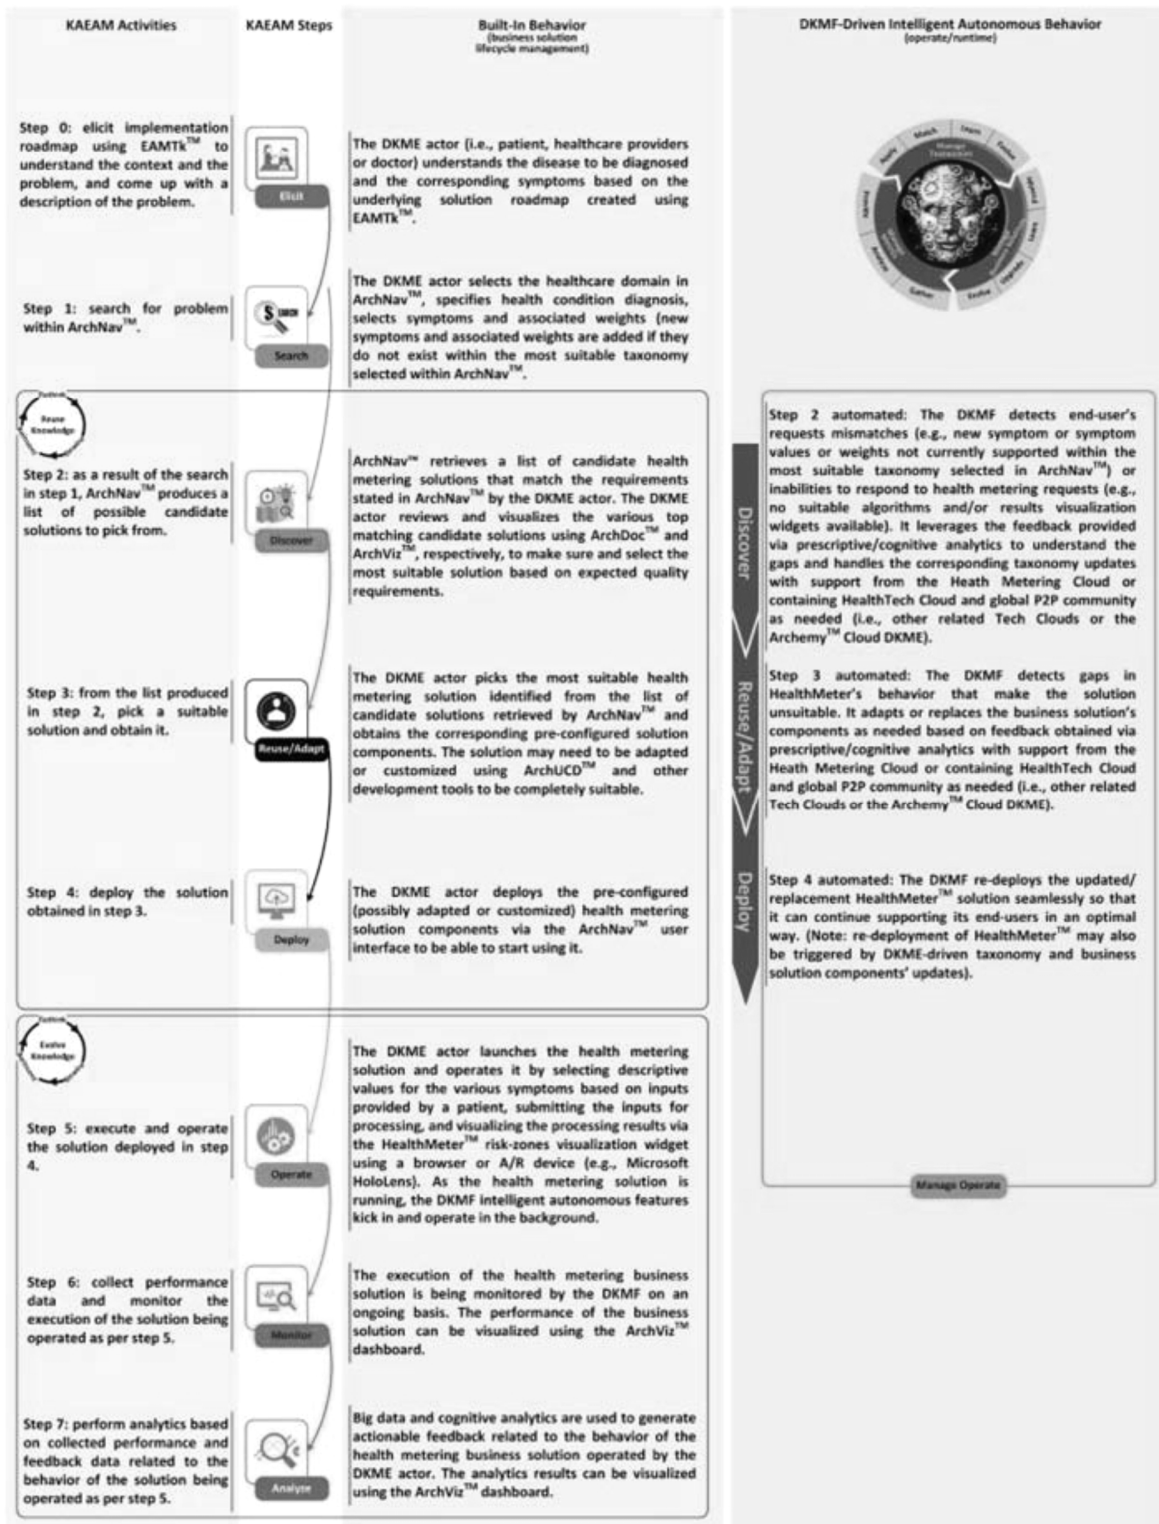 KAEAM Activities
KAEAM Steps
Built-In Behavior
(business solution
lifecycle management)
DKMF-Driven Intelligent Autonomous Behavior
(operate/runtime)
Step 0: elicit implementation
roadmap using EAMTk™ to
understand the context and the
problem, and come up with a
description of the problem.
Elicit
The DKME actor (i.e., patient, healthcare providers
or doctor) understands the disease to be diagnosed
and the corresponding symptoms based on the
underlying solution roadmap created using
EAMTk™.
Match
Learn
Evolve
Apply
Manage
Gather
Evolve
Upgrade
Learn
Step 1: search for problem
within ArchNav™.
SEARCH
Search
The DKME actor selects the healthcare domain in
ArchNav™, specifies health condition diagnosis,
selects symptoms and associated weights (new
symptoms and associated weights are added if they
do not exist within the most suitable taxonomy
selected within ArchNav™.
Reuse
Knowledge
Step 2: as a result of the search
in step 1, ArchNav™ produces a
list of possible candidate
solutions to pick from.
Discover
ArchNav™ retrieves a list of candidate health
metering solutions that match the requirements
stated in ArchNav™ by the DKME actor. The DKME
actor reviews and visualizes the various top
matching candidate solutions using ArchDoc™ and
ArchViz™, respectively, to make sure and select the
most suitable solution based on expected quality
requirements.
Discover
Step 2 automated: The DKMF detects end-user's
requests mismatches (e.g., new symptom or symptom
values or weights not currently supported within the
most suitable taxonomy selected in ArchNav™) or
inabilities to respond to health metering requests (e.g.,
no suitable algorithms and/or results visualization
widgets available). It leverages the feedback provided
via prescriptive/cognitive analytics to understand the
gaps and handles the corresponding taxonomy updates
with support from the Heath Metering Cloud or
containing HealthTech Cloud and global P2P community
as needed (i.e., other related Tech Clouds or the
Archemy™ Cloud DKME).
Step 3: from the list produced
in step 2, pick a suitable
solution and obtain it.
Reuse/Adapt
The DKME actor picks the most suitable health
metering solution identified from the list of
candidate solutions retrieved by ArchNav™ and
obtains the corresponding pre-configured solution
components. The solution may need to be adapted
or customized using ArchUCD™ and other
development tools to be completely suitable.
Reuse/Adapt
Step 3 automated: The DKMF detects gaps in
HealthMeter's behavior that make the solution
unsuitable. It adapts or replaces the business solution's
components as needed based on feedback obtained via
prescriptive/cognitive analytics with support from the
Heath Metering Cloud or containing HealthTech Cloud
and global P2P community as needed (i.e., other related
Tech Clouds or the Archemy™ Cloud DKME).
Step 4: deploy the solution
obtained in step 3.
Deploy
The DKME actor deploys the pre-configured
(possibly adapted or customized) health metering
solution components via the ArchNav™ user
interface to be able to start using it.
Deploy
Step 4 automated: The DKMF re-deploys the updated/
replacement HealthMeter™ solution seamlessly so that
it can continue supporting its end-users in an optimal
way. (Note: re-deployment of HealthMeter™ may also
be triggered by DKME-driven taxonomy and business
solution components' updates).
Manage Operate
Evolve
Knowledge
Step 5: execute and operate
the solution deployed in step
4.
Operate
The DKME actor launches the health metering
solution and operates it by selecting descriptive
values for the various symptoms based on inputs
provided by a patient, submitting the inputs for
processing, and visualizing the processing results via
the HealthMeter™ risk-zones visualization widget
using a browser or A/R device (e.g., Microsoft
HoloLens). As the health metering solution is
running, the DKMF intelligent autonomous features
kick in and operate in the background.
Step 6: collect performance
data and monitor the
execution of the solution being
operated as per step 5.
Monitor
The execution of the health metering business
solution is being monitored by the DKMF on an
ongoing basis. The performance of the business
solution can be visualized using the ArchViz™
dashboard.
Step 7: perform analytics based
on collected performance and
feedback data related to the
behavior of the solution being
operated as per step 5.
Analyze
Big data and cognitive analytics are used to generate
actionable feedback related to the behavior of the
health metering business solution operated by the
DKME actor. The analytics results can be visualized
using the ArchViz™ dashboard.